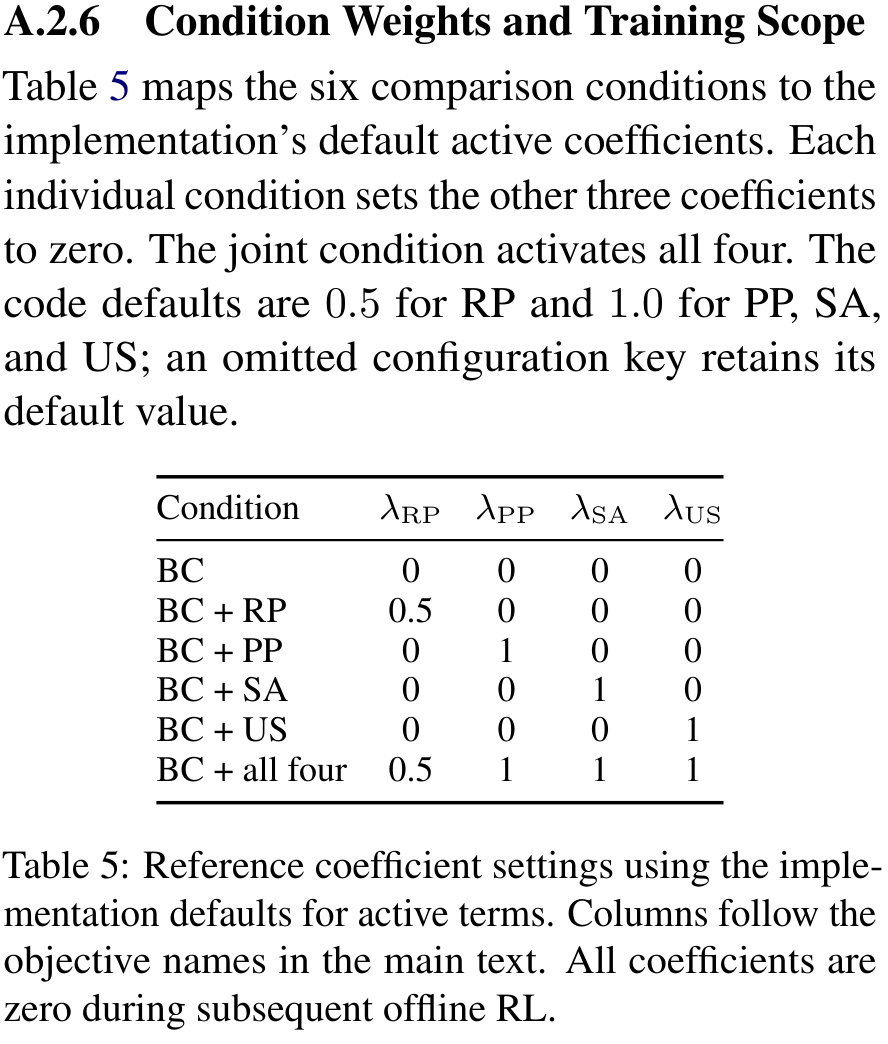 A.2.6 Condition Weights and Training Scope
Table 5 maps the six comparison conditions to the
implementation's default active coefficients. Each
individual condition sets the other three coefficients
to zero. The joint condition activates all four. The
code defaults are 0.5 for RP and 1.0 for PP, SA,
and US; an omitted configuration key retains its
default value.
Condition λRP λPP λSA λUS
BC 0 0 0 0
BC + RP 0.5 0 0 0
BC + PP 0 1 0 0
BC + SA 0 0 1 0
BC + US 0 0 0 1
BC + all four 0.5 1 1 1
Table 5: Reference coefficient settings using the imple-
mentation defaults for active terms. Columns follow the
objective names in the main text. All coefficients are
zero during subsequent offline RL.